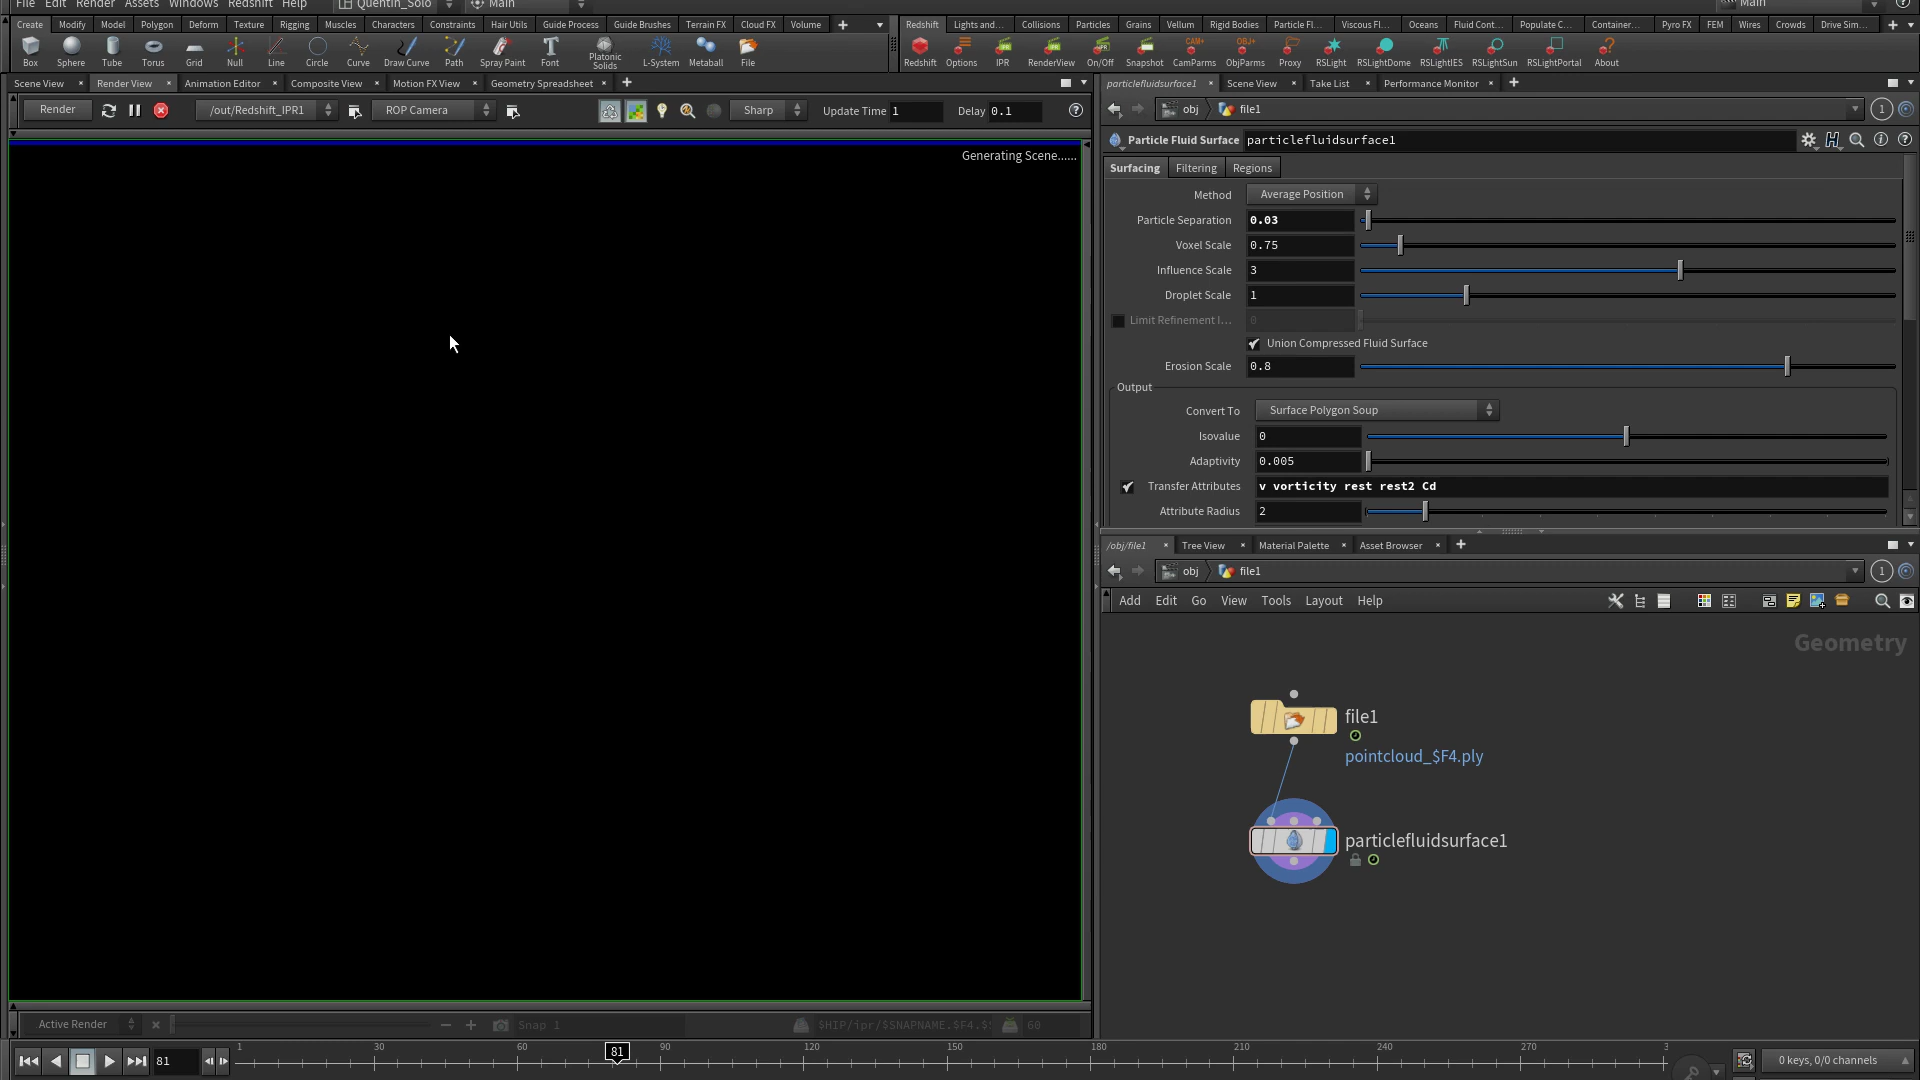 File Edit Render Assets Windows Redshift Help Quentin_Solo Main Main
Create Modify Model Polygon Deform Texture Rigging Muscles Characters Constraints Hair Utils Guide Process Guide Brushes Terrain FX Cloud FX Volume
Redshift Lights and... Collisions Particles Grains Vellum Rigid Bodies Particle Fl... Viscous Fl... Oceans Fluid Cont... Populate C... Container... Pyro FX FEM Wires Crowds Drive Sim...
Box Sphere Tube Torus Grid Null Line Circle Curve Draw Curve Path Spray Paint Font Platonic Solids L-System Metaball File
Redshift Options IPR RenderView On/Off Snapshot CamParms ObjParms Proxy RSLight RSLightDome RSLightIES RSLightSun RSLightPortal About
Scene View Render View Animation Editor Composite View Motion FX View Geometry Spreadsheet
particlefluidsurface1 Scene View Take List Performance Monitor
Render /out/Redshift_IPR1 ROP Camera Sharp Update Time 1 Delay 0.1
obj file1 1
Generating Scene......
Particle Fluid Surface particlefluidsurface1
Surfacing Filtering Regions
Method Average Position
Particle Separation 0.03
Voxel Scale 0.75
Influence Scale 3
Droplet Scale 1
Limit Refinement I... 0
Union Compressed Fluid Surface
Erosion Scale 0.8
Output
Convert To Surface Polygon Soup
Isovalue 0
Adaptivity 0.005
Transfer Attributes v vorticity rest rest2 Cd
Attribute Radius 2
/obj/file1 Tree View Material Palette Asset Browser
obj file1 1
Add Edit Go View Tools Layout Help
Geometry
file1
pointcloud_$F4.ply
particlefluidsurface1
Active Render Snap 1 $HIP/ipr/$SNAPNAME.$F4.$ 60
81 1 30 60 81 90 120 150 180 210 240 270 3
0 keys, 0/0 channels